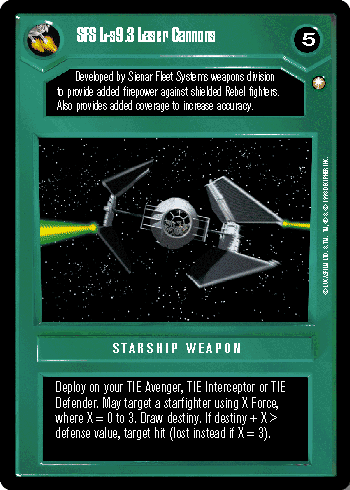 SFS L-s9.3 Laser Cannons
5
Developed by Sienar Fleet Systems weapons division
to provide added firepower against shielded Rebel fighters.
Also provides added coverage to increase accuracy.
STARSHIP WEAPON
Deploy on your TIE Avenger, TIE Interceptor or TIE
Defender. May target a starfighter using X Force,
where X = 0 to 3. Draw destiny. If destiny + X >
defense value, target hit (lost instead if X = 3).